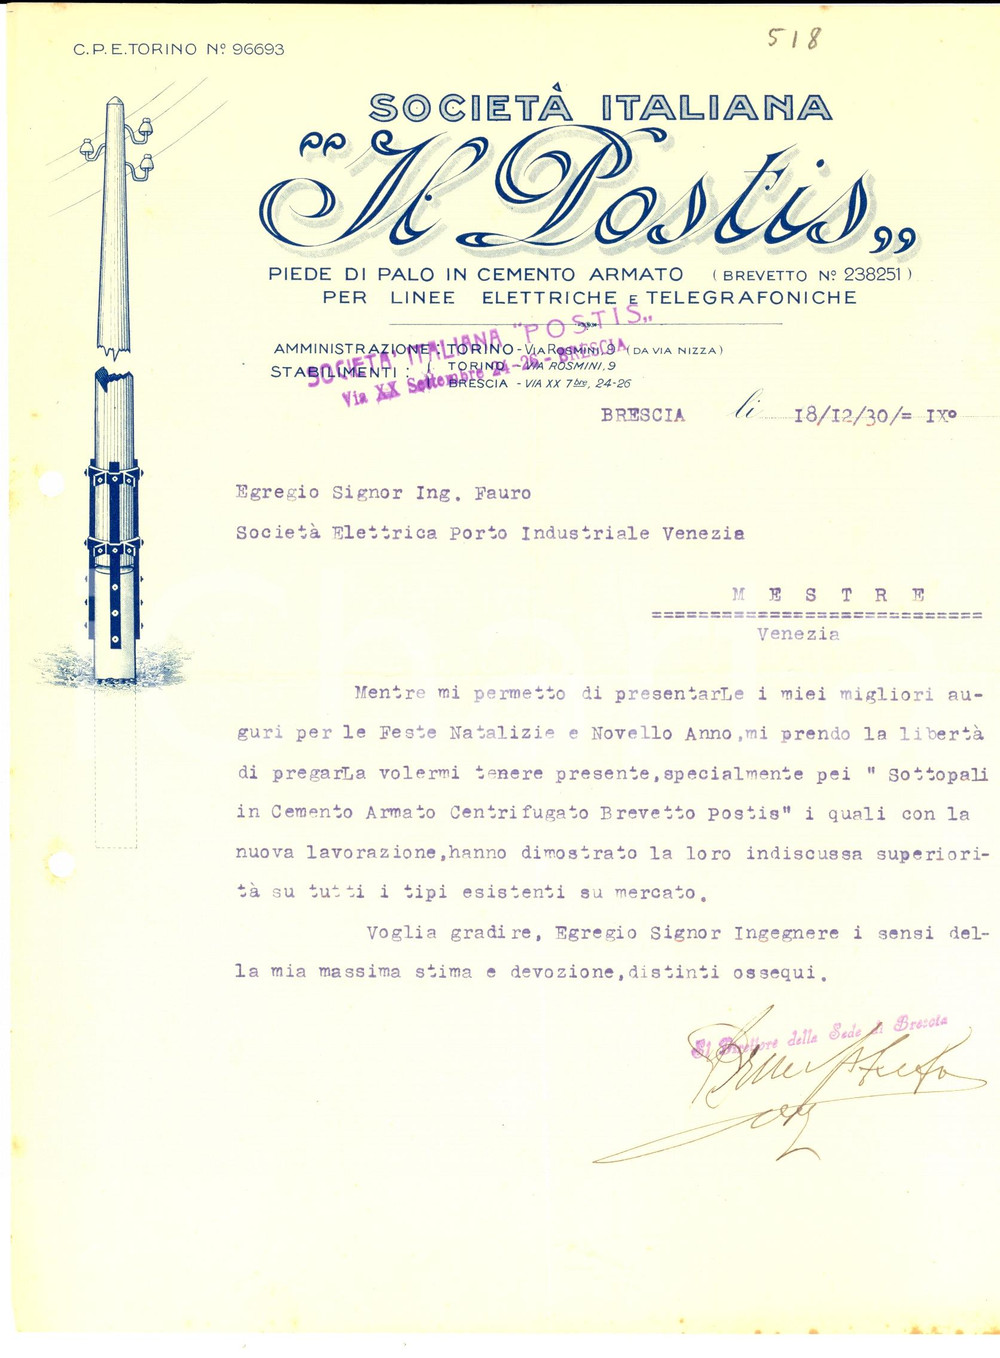 518
C.P.E. TORINO Nº 96693
SOCIETÀ ITALIANA
"Il Postis„
PIEDE DI PALO IN CEMENTO ARMATO (BREVETTO Nº 238251)
PER LINEE ELETTRICHE E TELEGRAFONICHE
AMMINISTRAZIONE: TORINO - VIA ROSMINI, 9 (DA VIA NIZZA)
STABILIMENTI: TORINO - VIA ROSMINI, 9
BRESCIA - VIA XX 7bre, 24-26
SOCIETÀ ITALIANA "POSTIS„
Via XX Settembre 24-26 - BRESCIA
BRESCIA li 18/12/30/= IXº
Egregio Signor Ing. Fauro
Società Elettrica Porto Industriale Venezia
M E S T R E
============================
Venezia
Mentre mi permetto di presentarLe i miei migliori au-
guri per le Feste Natalizie e Novello Anno,mi prendo la libertà
di pregarLa volermi tenere presente,specialmente pei " Sottopali
in Cemento Armato Centrifugato Brevetto Postis" i quali con la
nuova lavorazione,hanno dimostrato la loro indiscussa superiori-
tà su tutti i tipi esistenti su mercato.
Voglia gradire, Egregio Signor Ingegnere i sensi del-
la mia massima stima e devozione,distinti ossequi.
Il Direttore della Sede di Brescia